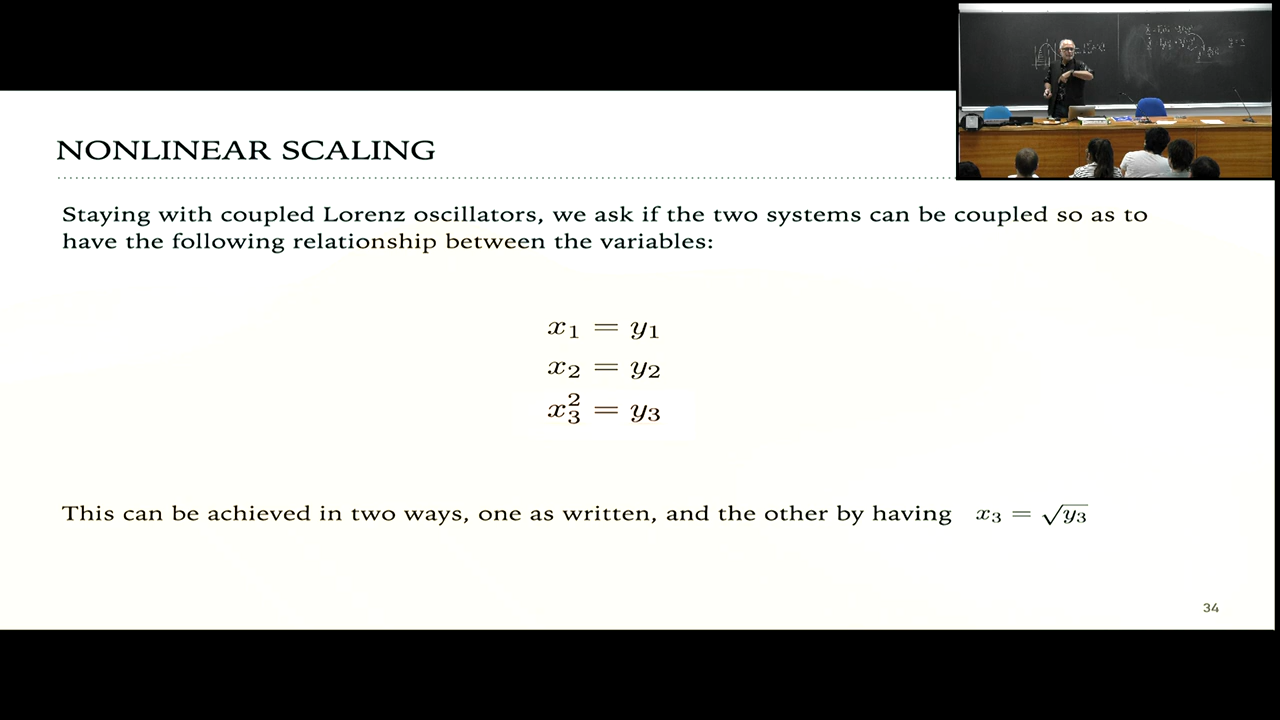 NONLINEAR SCALING
Staying with coupled Lorenz oscillators, we ask if the two systems can be coupled so as to
have the following relationship between the variables:
x₁ = y₁
x₂ = y₂
x₃² = y₃
This can be achieved in two ways, one as written, and the other by having x₃ = √y₃
34